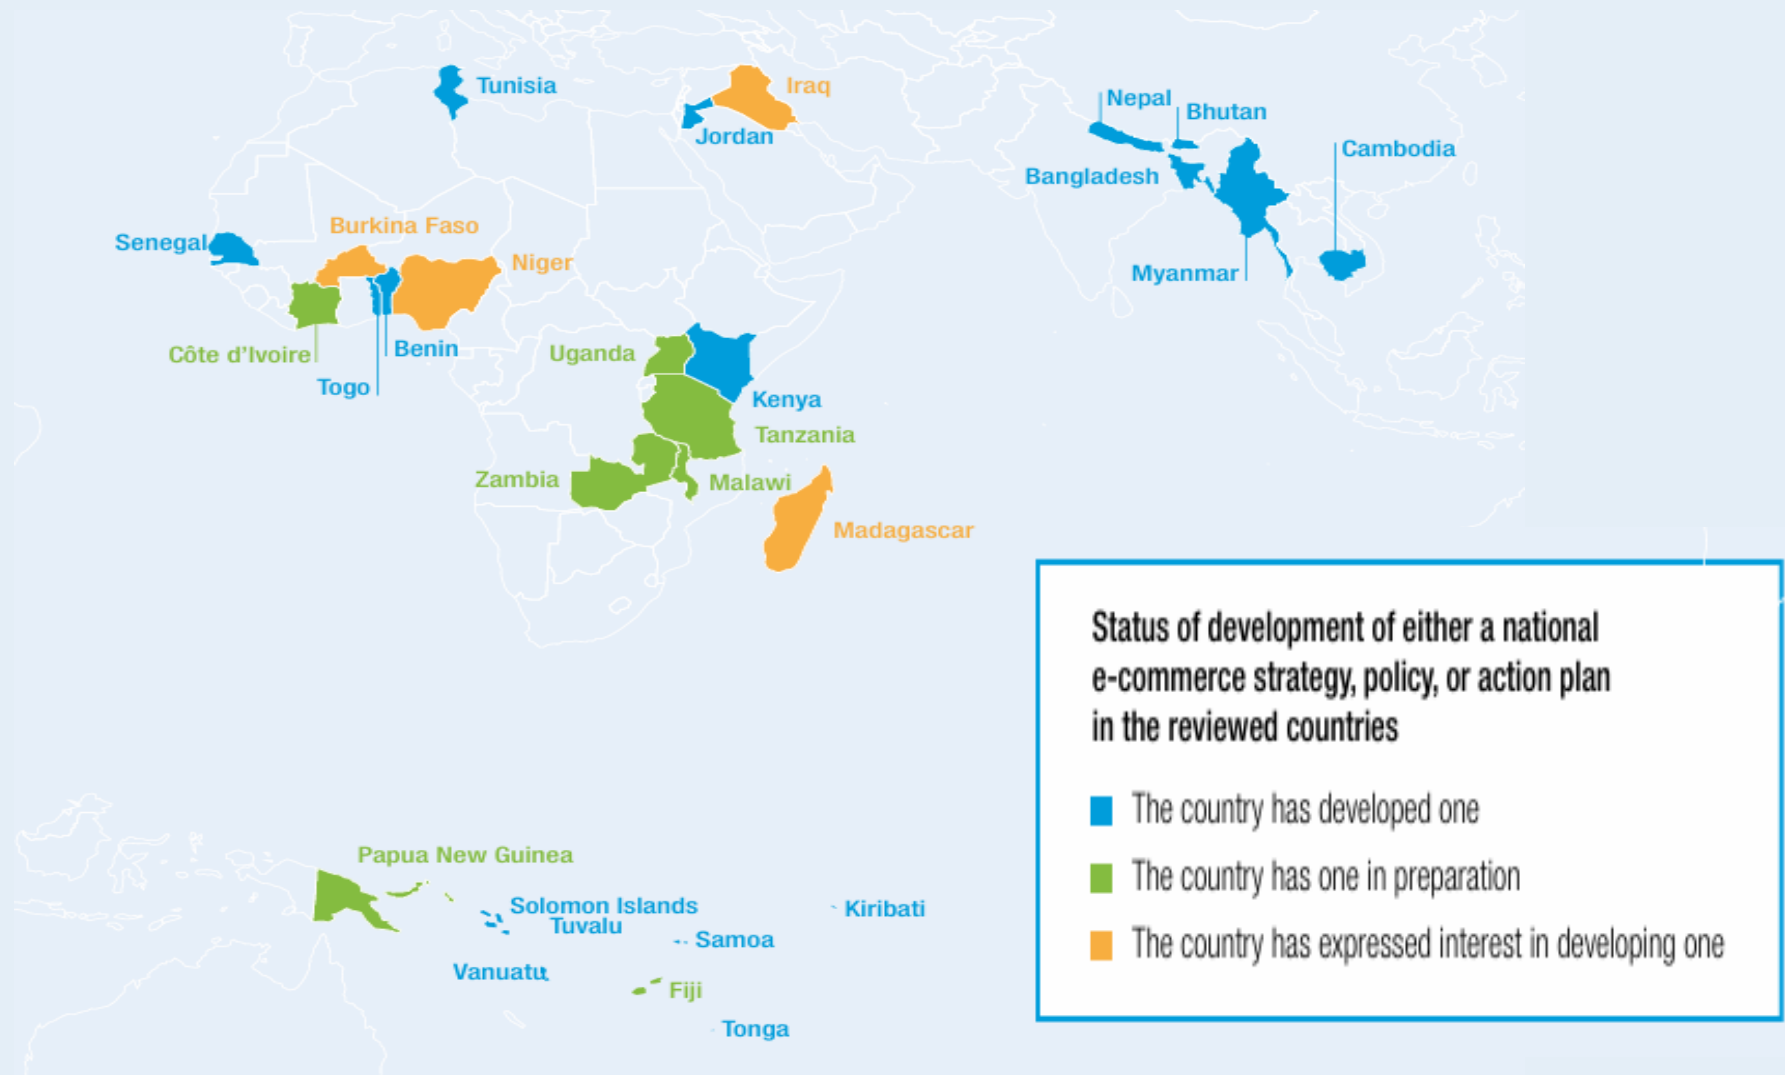 Tunisia
Iraq
Jordan
Nepal
Bhutan
Cambodia
Bangladesh
Myanmar
Senegal
Burkina Faso
Niger
Côte d'Ivoire
Benin
Togo
Uganda
Kenya
Tanzania
Zambia
Malawi
Madagascar
Status of development of either a national
e-commerce strategy, policy, or action plan
in the reviewed countries
The country has developed one
The country has one in preparation
The country has expressed interest in developing one
Papua New Guinea
Solomon Islands
Tuvalu
Kiribati
Samoa
Vanuatu
Fiji
Tonga